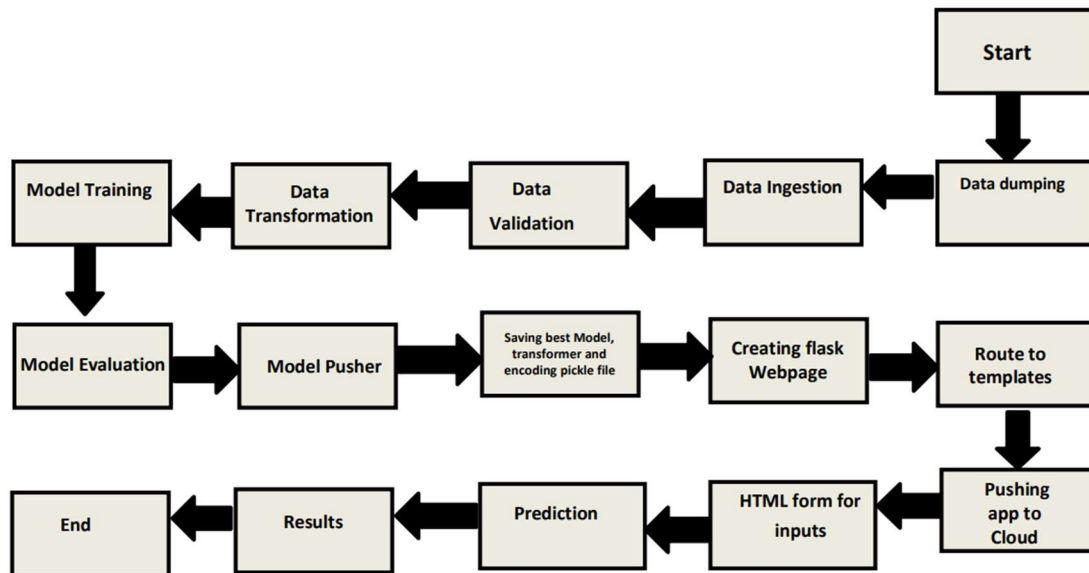 Start
Data dumping
Data Ingestion
Data
Validation
Data
Transformation
Model Training
Model Evaluation
Model Pusher
Saving best Model,
transformer and
encoding pickle file
Creating flask
Webpage
Route to
templates
Pushing
app to
Cloud
HTML form for
inputs
Prediction
Results
End